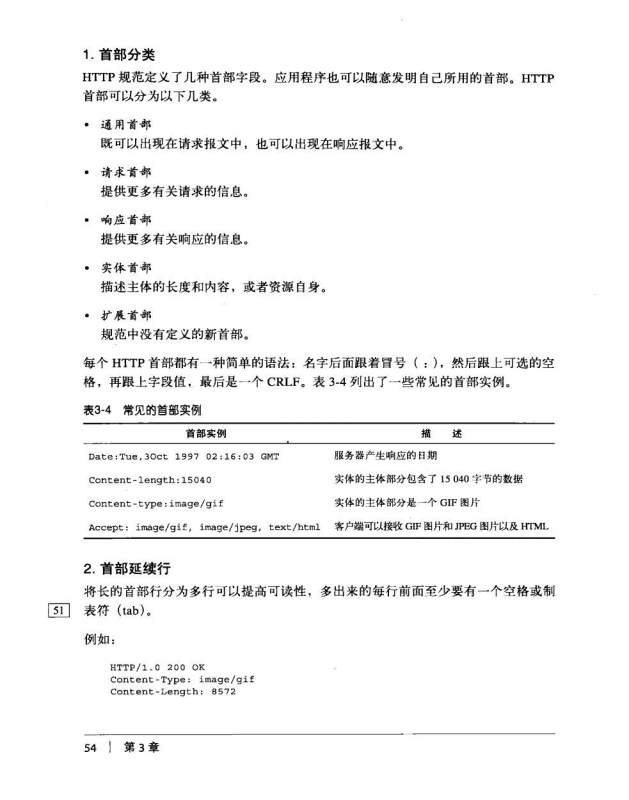 1. 首部分类
HTTP 规范定义了几种首部字段。应用程序也可以随意发明自己所用的首部。HTTP
首部可以分为以下几类。
• 通用首部
既可以出现在请求报文中，也可以出现在响应报文中。
• 请求首部
提供更多有关请求的信息。
• 响应首部
提供更多有关响应的信息。
• 实体首部
描述主体的长度和内容，或者资源自身。
• 扩展首部
规范中没有定义的新首部。
每个 HTTP 首部都有一种简单的语法：名字后面跟着冒号（：），然后跟上可选的空
格，再跟上字段值，最后是一个 CRLF。表 3-4 列出了一些常见的首部实例。
表3-4 常见的首部实例
首部实例 描 述
Date:Tue,3Oct 1997 02:16:03 GMT 服务器产生响应的日期
Content-length:15040 实体的主体部分包含了 15 040 字节的数据
Content-type:image/gif 实体的主体部分是一个 GIF 图片
Accept: image/gif, image/jpeg, text/html 客户端可以接收 GIF 图片和 JPEG 图片以及 HTML
2. 首部延续行
将长的首部行分为多行可以提高可读性，多出来的每行前面至少要有一个空格或制
51 表符（tab）。
例如：
HTTP/1.0 200 OK
Content-Type: image/gif
Content-Length: 8572
54 | 第 3 章